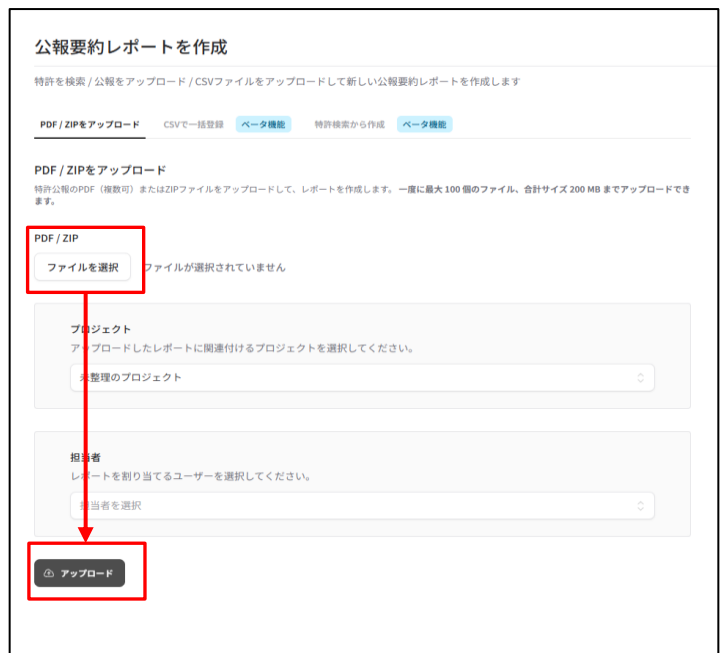 公報要約レポートを作成
特許を検索 / 公報をアップロード / CSVファイルをアップロードして新しい公報要約レポートを作成します
PDF / ZIPをアップロード CSVで一括登録 ベータ機能 特許検索から作成 ベータ機能
PDF / ZIPをアップロード
特許公報のPDF（複数可）またはZIPファイルをアップロードして、レポートを作成します。 一度に最大 100 個のファイル、合計サイズ 200 MB までアップロードでき
ます。
PDF / ZIP
ファイルを選択 ファイルが選択されていません
プロジェクト
アップロードしたレポートに関連付けるプロジェクトを選択してください。
未整理のプロジェクト
担当者
レポートを割り当てるユーザーを選択してください。
担当者を選択
アップロード